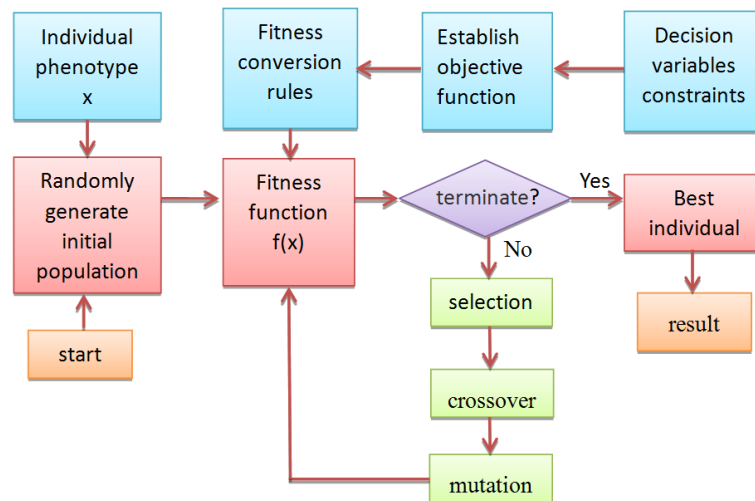 Individual
phenotype
x
Fitness
conversion
rules
Establish
objective
function
Decision
variables
constraints
Randomly
generate
initial
population
Fitness
function
f(x)
terminate?
Yes
Best
individual
No
selection
result
start
crossover
mutation